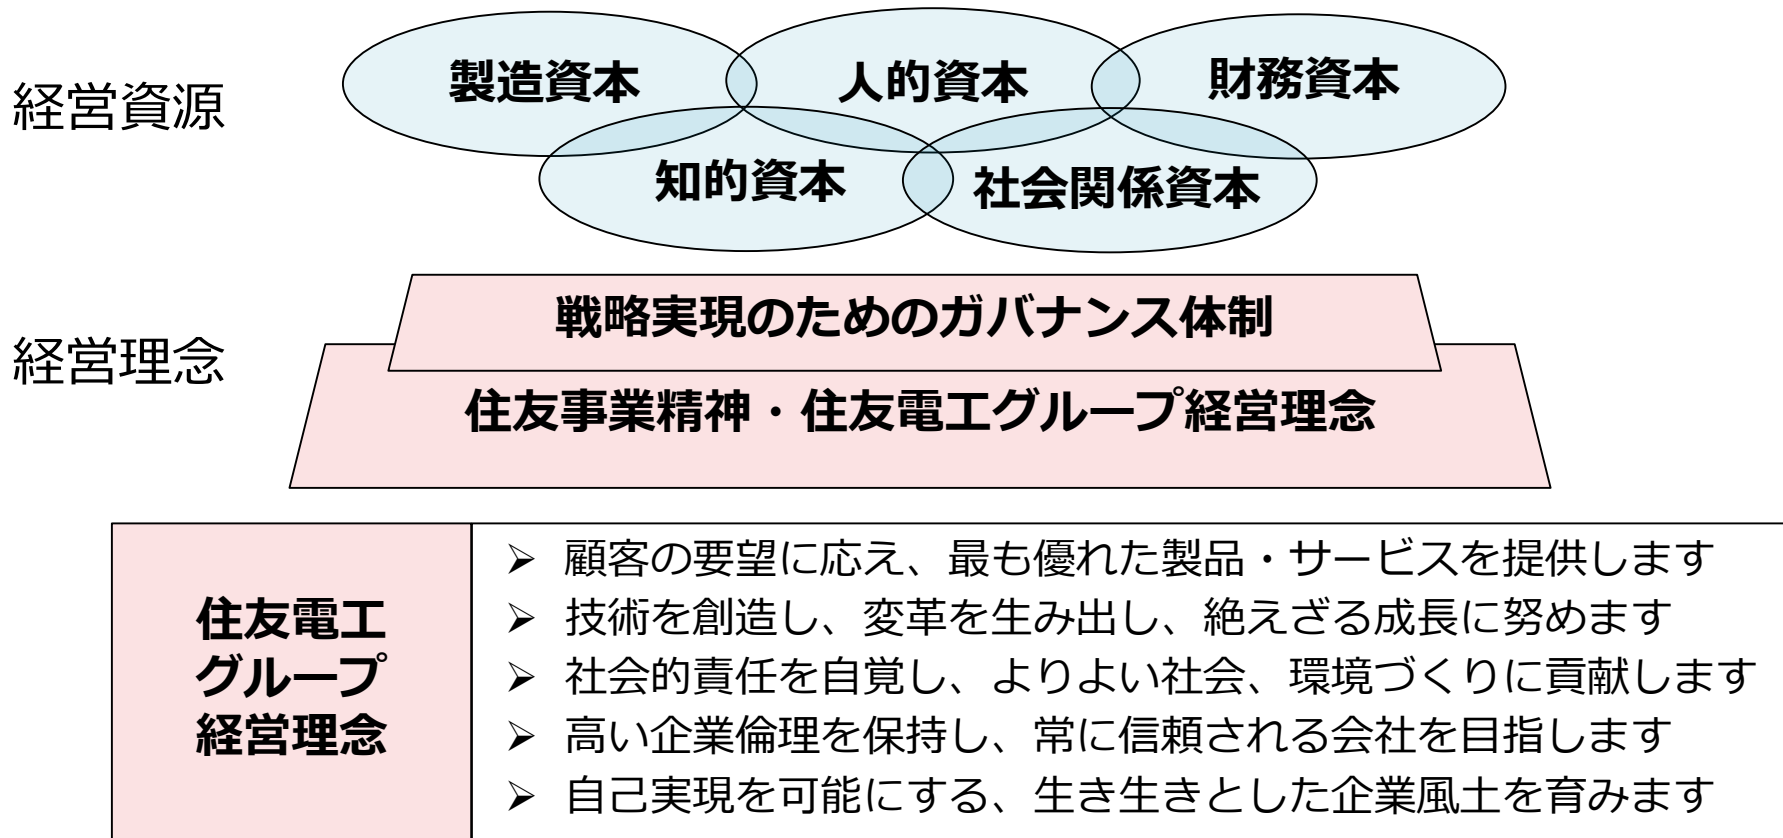 経営資源
製造資本
人的資本
財務資本
知的資本
社会関係資本
経営理念
戦略実現のためのガバナンス体制
住友事業精神・住友電工グループ経営理念
住友電工
グループ
経営理念
➢ 顧客の要望に応え、最も優れた製品・サービスを提供します
➢ 技術を創造し、変革を生み出し、絶えざる成長に努めます
➢ 社会的責任を自覚し、よりよい社会、環境づくりに貢献します
➢ 高い企業倫理を保持し、常に信頼される会社を目指します
➢ 自己実現を可能にする、生き生きとした企業風土を育みます